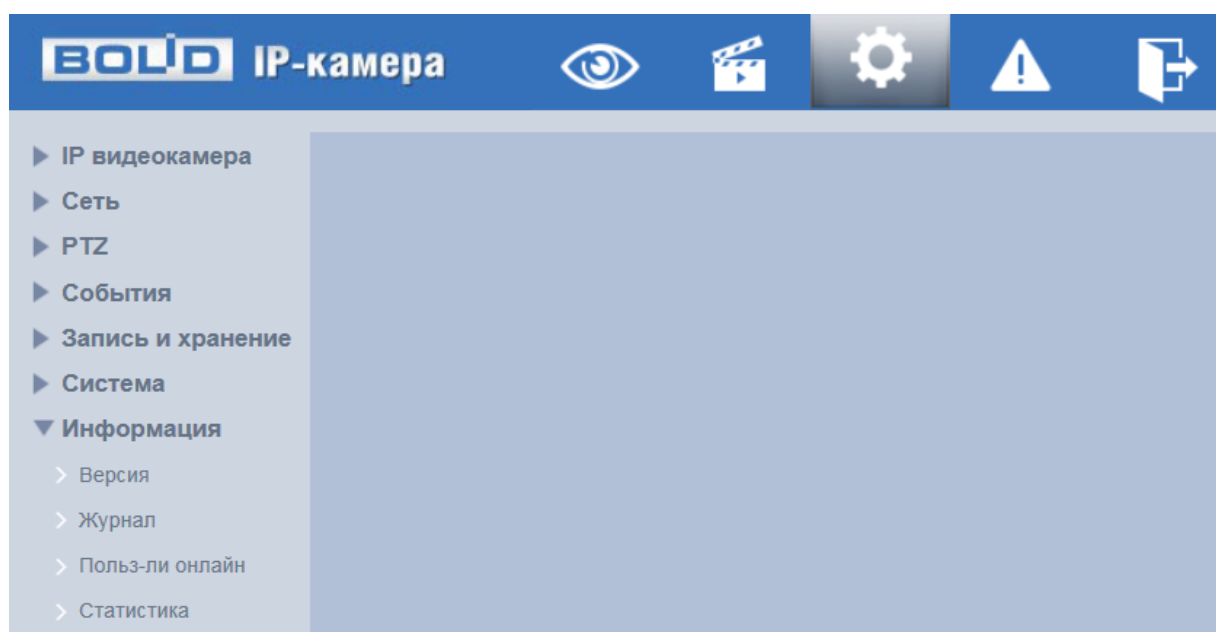 BOLID IP-камера
IP видеокамера
Сеть
PTZ
События
Запись и хранение
Система
Информация
Версия
Журнал
Польз-ли онлайн
Статистика